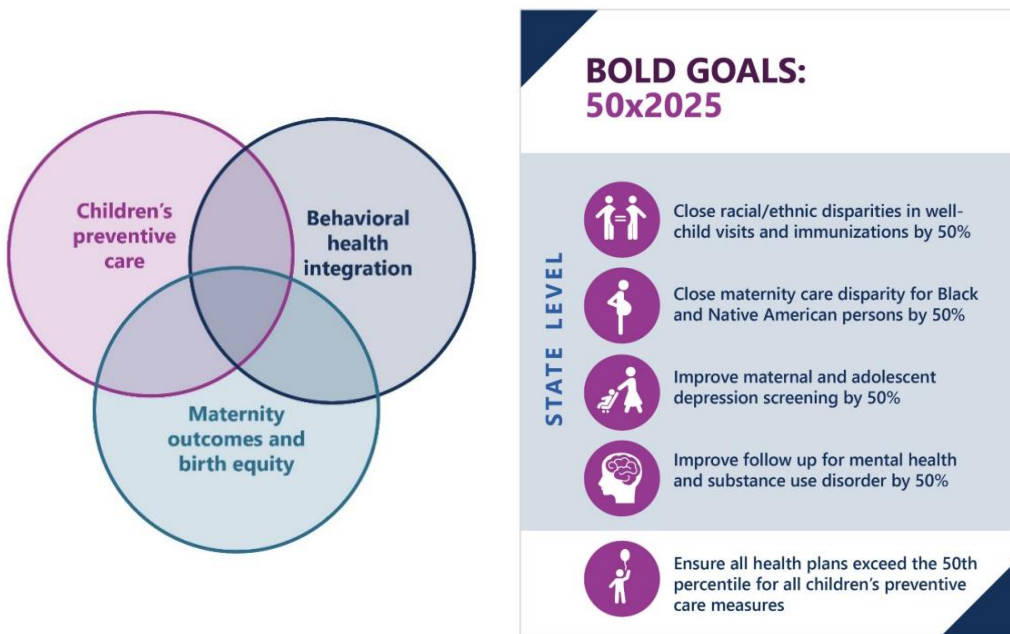 Children's
preventive
care
Behavioral
health
integration
Maternity
outcomes and
birth equity
BOLD GOALS:
50x2025
STATE LEVEL
Close racial/ethnic disparities in well-
child visits and immunizations by 50%
Close maternity care disparity for Black
and Native American persons by 50%
Improve maternal and adolescent
depression screening by 50%
Improve follow up for mental health
and substance use disorder by 50%
Ensure all health plans exceed the 50th
percentile for all children's preventive
care measures